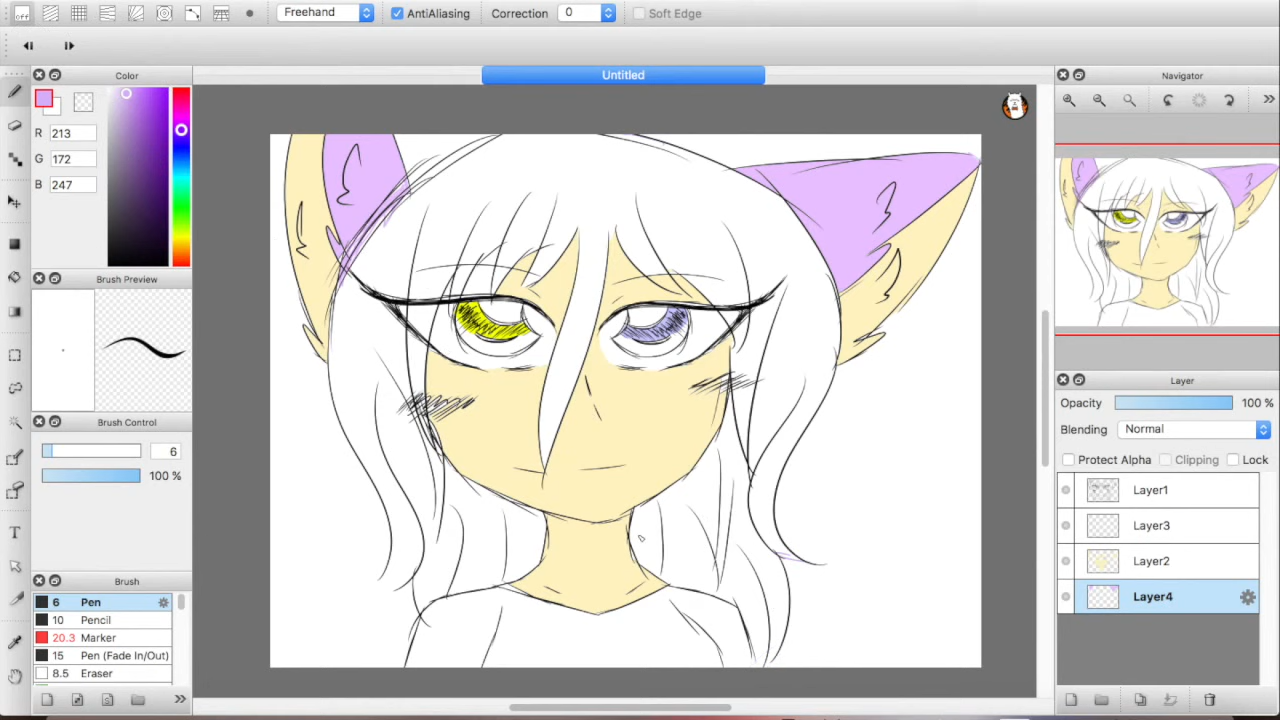 off Freehand AntiAliasing Correction 0 Soft Edge
Untitled
Color
R 213
G 172
B 247
Brush Preview
Brush Control
6
100 %
Brush
6 Pen
10 Pencil
20.3 Marker
15 Pen (Fade In/Out)
8.5 Eraser
T
S
Navigator
Layer
Opacity 100 %
Blending Normal
Protect Alpha Clipping Lock
Layer1
Layer3
Layer2
Layer4